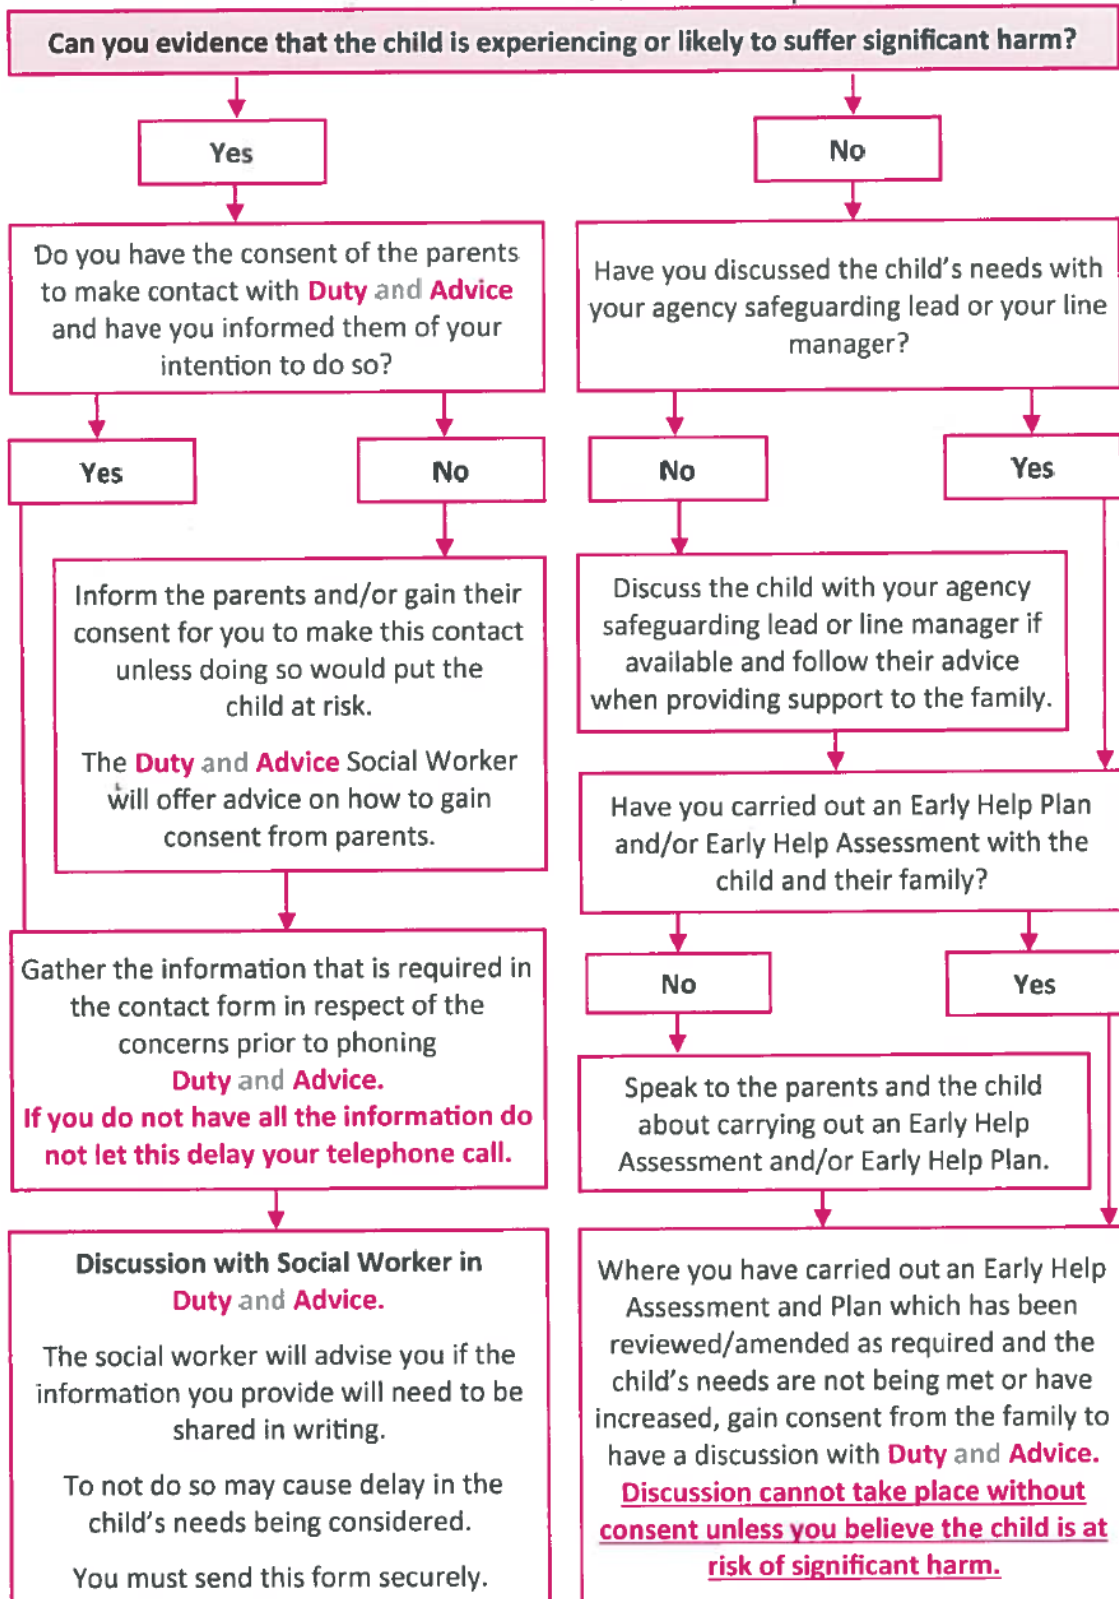 Can you evidence that the child is experiencing or likely to suffer significant harm?
Yes
No
Do you have the consent of the parents
to make contact with Duty and Advice
and have you informed them of your
intention to do so?
Have you discussed the child's needs with
your agency safeguarding lead or your line
manager?
Yes
No
No
Yes
Inform the parents and/or gain their
consent for you to make this contact
unless doing so would put the
child at risk.
The Duty and Advice Social Worker
will offer advice on how to gain
consent from parents.
Discuss the child with your agency
safeguarding lead or line manager if
available and follow their advice
when providing support to the family.
Have you carried out an Early Help Plan
and/or Early Help Assessment with the
child and their family?
Gather the information that is required in
the contact form in respect of the
concerns prior to phoning
Duty and Advice.
If you do not have all the information do
not let this delay your telephone call.
No
Yes
Speak to the parents and the child
about carrying out an Early Help
Assessment and/or Early Help Plan.
Discussion with Social Worker in
Duty and Advice.
The social worker will advise you if the
information you provide will need to be
shared in writing.
To not do so may cause delay in the
child's needs being considered.
You must send this form securely.
Where you have carried out an Early Help
Assessment and Plan which has been
reviewed/amended as required and the
child's needs are not being met or have
increased, gain consent from the family to
have a discussion with Duty and Advice.
Discussion cannot take place without
consent unless you believe the child is at
risk of significant harm.